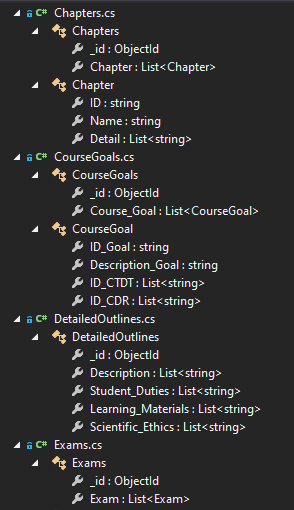 C# Chapters.cs
Chapters
_id : ObjectId
Chapter : List<Chapter>
Chapter
ID : string
Name : string
Detail : List<string>
C# CourseGoals.cs
CourseGoals
_id : ObjectId
Course_Goal : List<CourseGoal>
CourseGoal
ID_Goal : string
Description_Goal : string
ID_CTDT : List<string>
ID_CDR : List<string>
C# DetailedOutlines.cs
DetailedOutlines
_id : ObjectId
Description : List<string>
Student_Duties : List<string>
Learning_Materials : List<string>
Scientific_Ethics : List<string>
C# Exams.cs
Exams
_id : ObjectId
Exam : List<Exam>